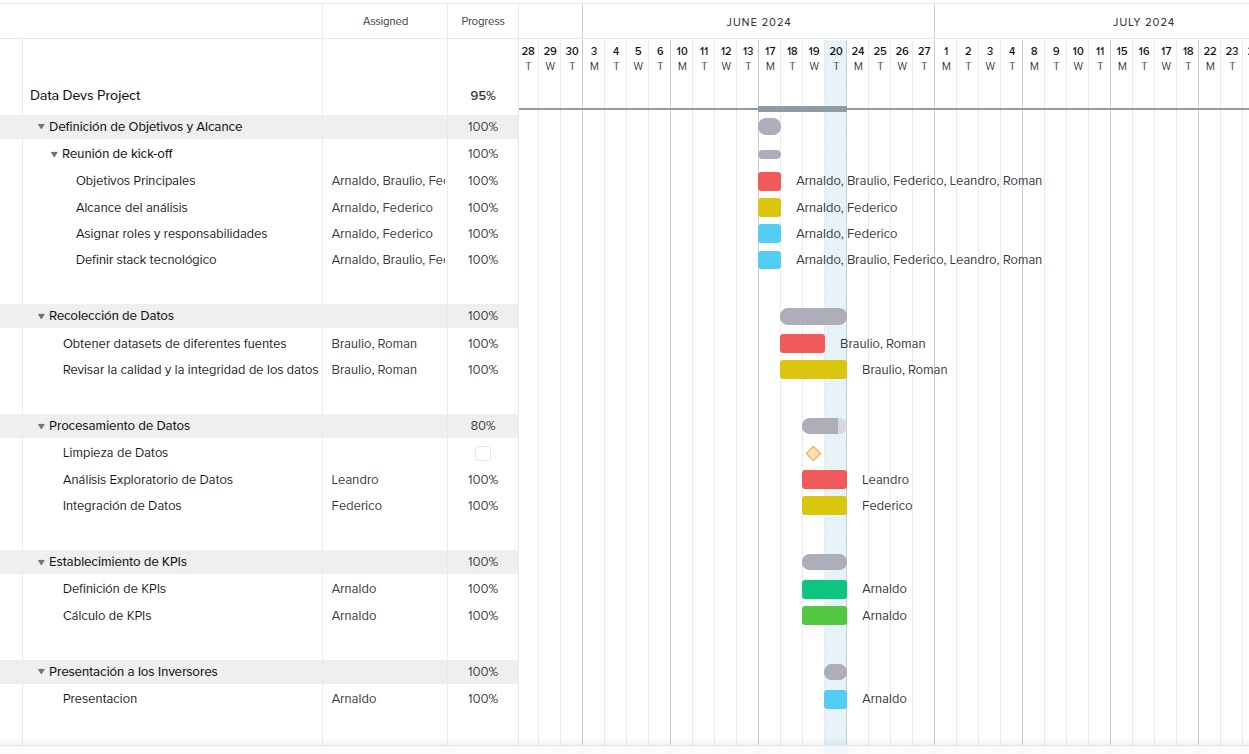 Assigned Progress JUNE 2024 JULY 2024
28 29 30 3 4 5 6 10 11 12 13 17 18 19 20 24 25 26 27 1 2 3 4 8 9 10 11 15 16 17 18 22 23
T W T M T W T M T W T M T W T M T W T M T W T M T W T M T W T M T
Data Devs Project 95%
Definición de Objetivos y Alcance 100%
Reunión de kick-off 100%
Objetivos Principales Arnaldo, Braulio, Fe 100% Arnaldo, Braulio, Federico, Leandro, Roman
Alcance del análisis Arnaldo, Federico 100% Arnaldo, Federico
Asignar roles y responsabilidades Arnaldo, Federico 100% Arnaldo, Federico
Definir stack tecnológico Arnaldo, Braulio, Fe 100% Arnaldo, Braulio, Federico, Leandro, Roman
Recolección de Datos 100%
Obtener datasets de diferentes fuentes Braulio, Roman 100% Braulio, Roman
Revisar la calidad y la integridad de los datos Braulio, Roman 100% Braulio, Roman
Procesamiento de Datos 80%
Limpieza de Datos
Análisis Exploratorio de Datos Leandro 100% Leandro
Integración de Datos Federico 100% Federico
Establecimiento de KPIs 100%
Definición de KPIs Arnaldo 100% Arnaldo
Cálculo de KPIs Arnaldo 100% Arnaldo
Presentación a los Inversores 100%
Presentacion Arnaldo 100% Arnaldo